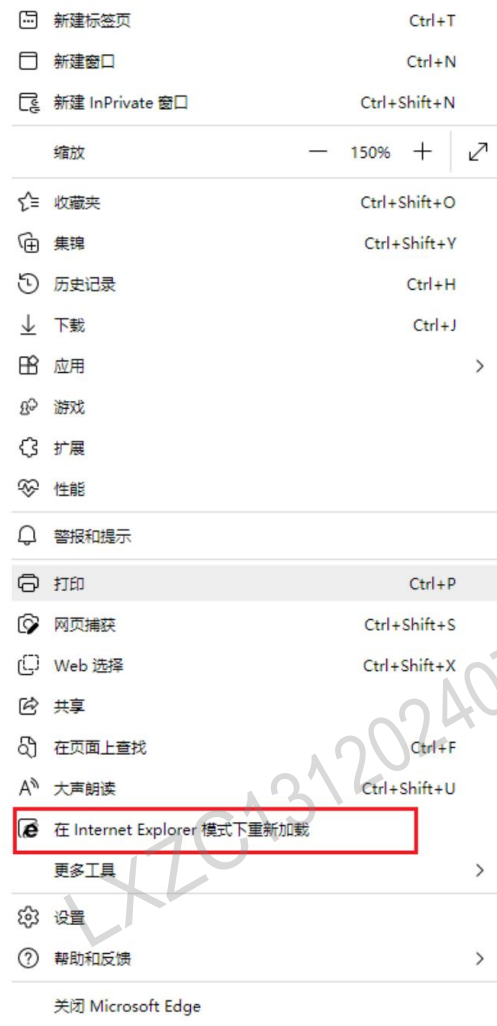 新建标签页 Ctrl+T
新建窗口 Ctrl+N
新建 InPrivate 窗口 Ctrl+Shift+N
缩放 — 150% +
收藏夹 Ctrl+Shift+O
集锦 Ctrl+Shift+Y
历史记录 Ctrl+H
下载 Ctrl+J
应用
游戏
扩展
性能
警报和提示
打印 Ctrl+P
网页捕获 Ctrl+Shift+S
Web 选择 Ctrl+Shift+X
共享
在页面上查找 Ctrl+F
大声朗读 Ctrl+Shift+U
在 Internet Explorer 模式下重新加载
更多工具
设置
帮助和反馈
关闭 Microsoft Edge
LXZC13120240